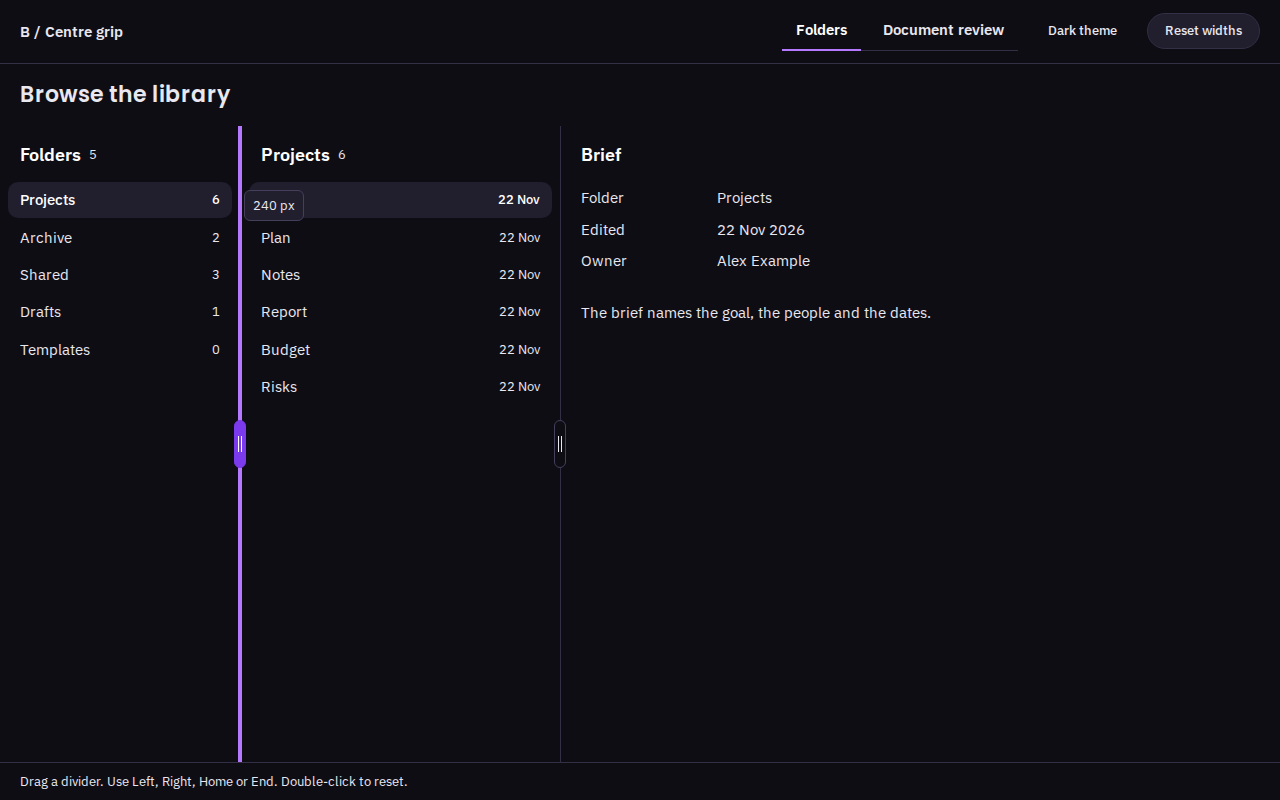 B / Centre grip
Folders
Document review
Dark theme
Reset widths
Browse the library
Folders 5
Projects 6
Archive 2
Shared 3
Drafts 1
Templates 0
240 px
Projects 6
22 Nov
Plan 22 Nov
Notes 22 Nov
Report 22 Nov
Budget 22 Nov
Risks 22 Nov
Brief
Folder Projects
Edited 22 Nov 2026
Owner Alex Example
The brief names the goal, the people and the dates.
Drag a divider. Use Left, Right, Home or End. Double-click to reset.